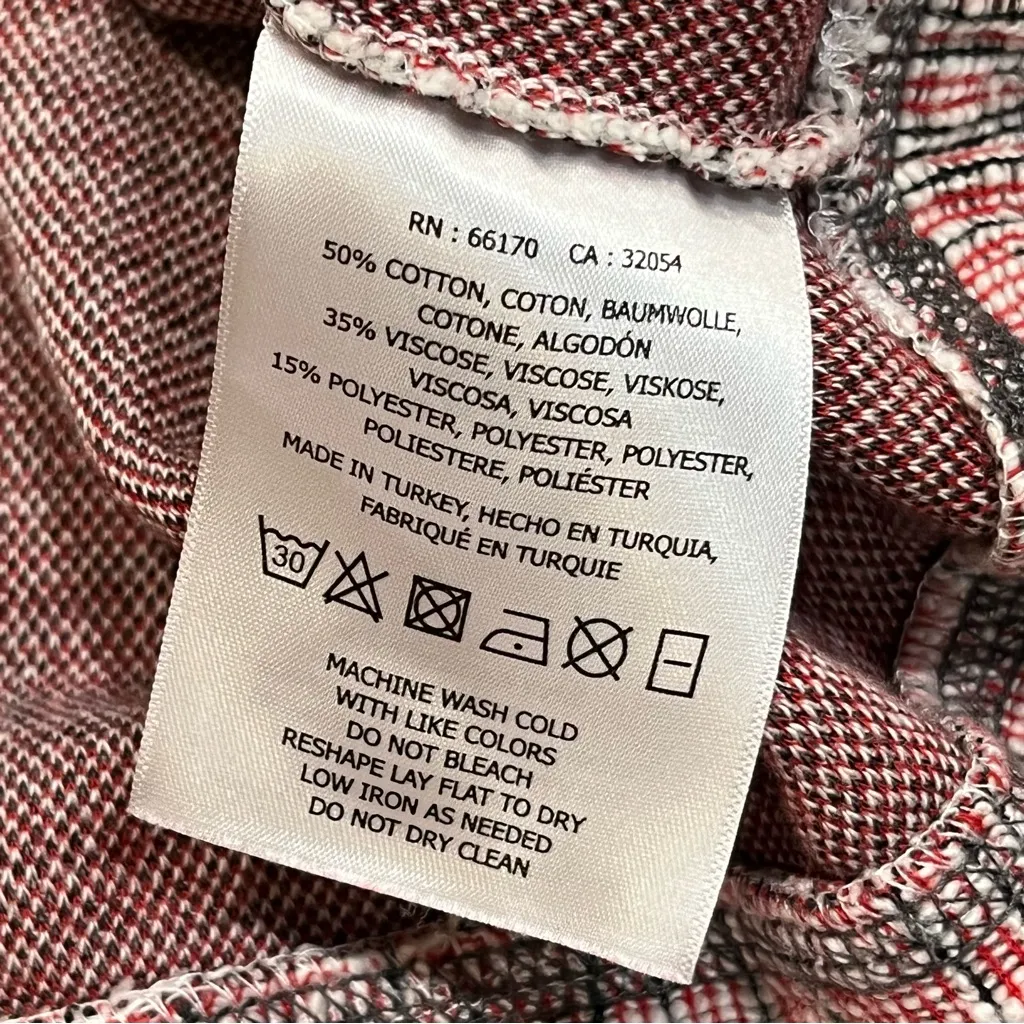 RN : 66170 CA : 32054
50% COTTON, COTON, BAUMWOLLE,
COTONE, ALGODÓN
35% VISCOSE, VISCOSE, VISKOSE,
VISCOSA, VISCOSA
15% POLYESTER, POLYESTER, POLYESTER,
POLIESTERE, POLIÉSTER
MADE IN TURKEY, HECHO EN TURQUIA,
FABRIQUÉ EN TURQUIE
30
MACHINE WASH COLD
WITH LIKE COLORS
DO NOT BLEACH
RESHAPE LAY FLAT TO DRY
LOW IRON AS NEEDED
DO NOT DRY CLEAN